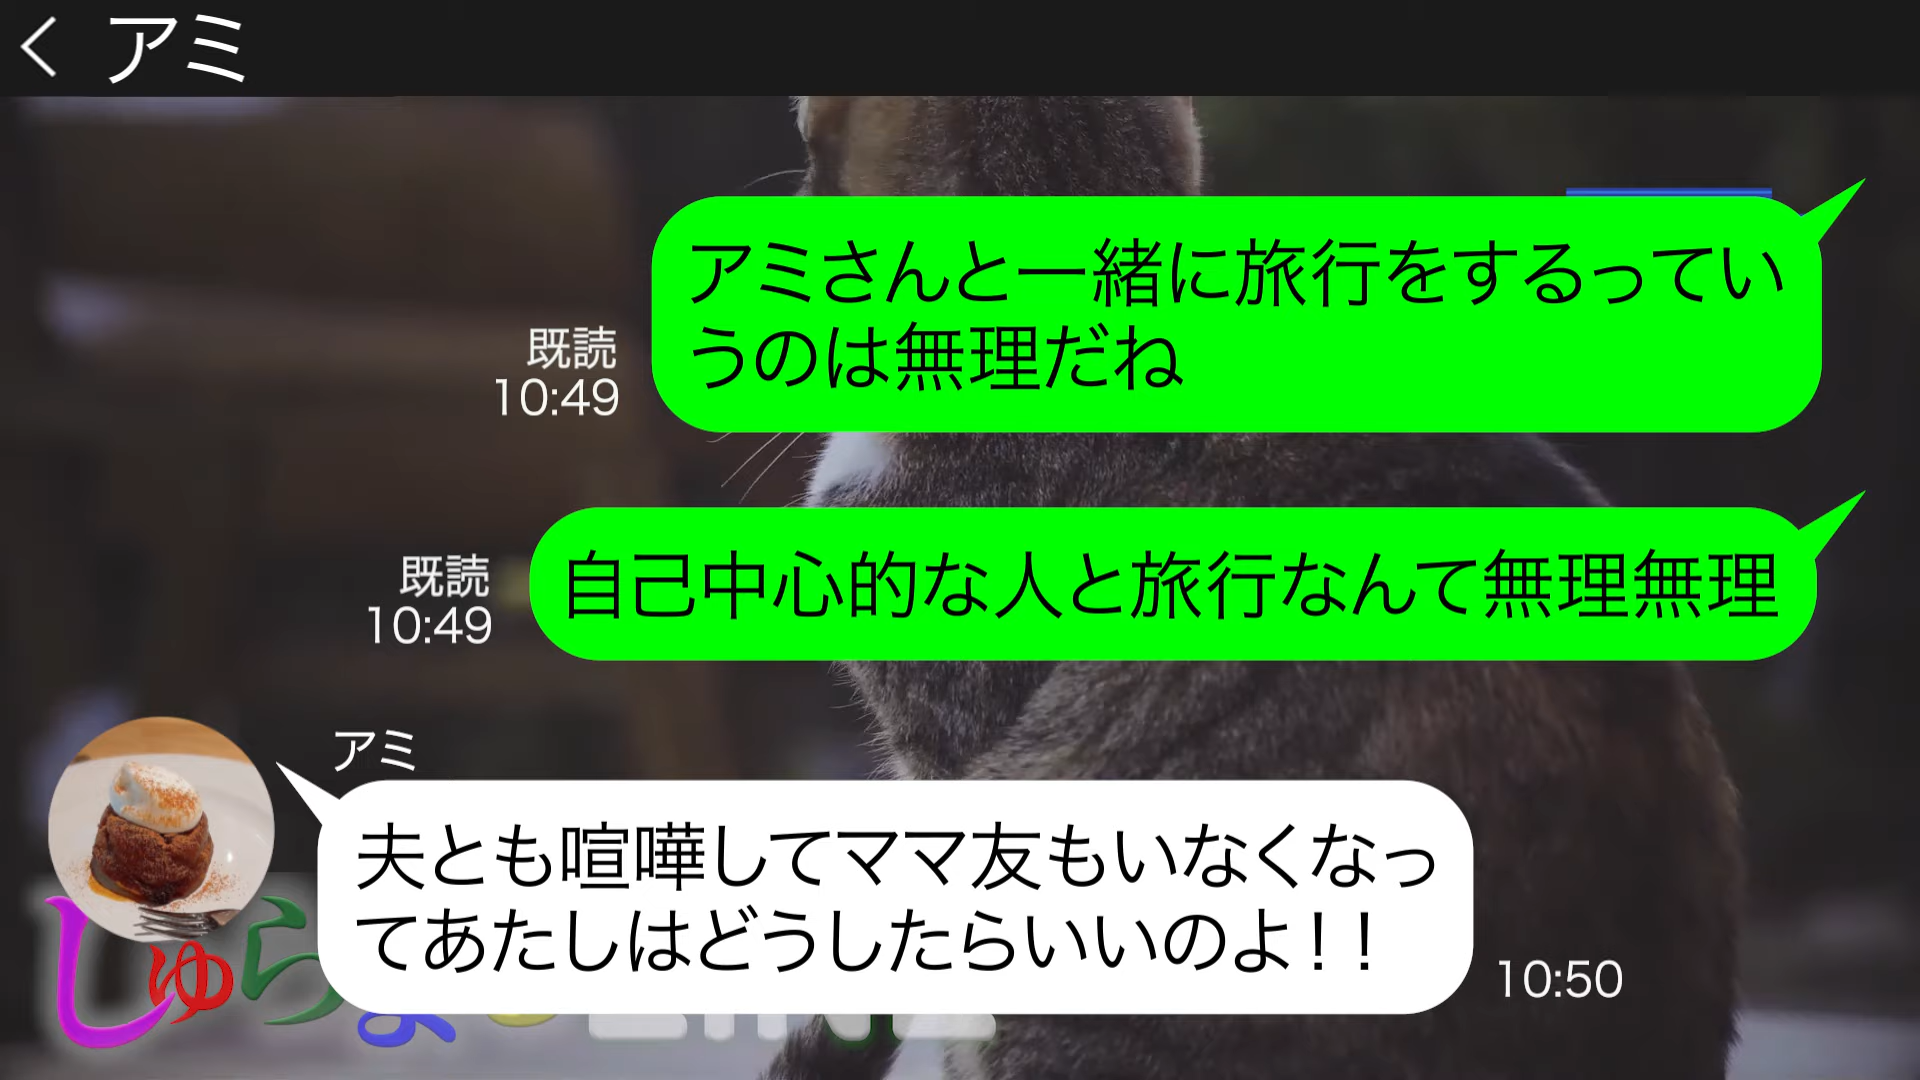 アミ
アミさんと一緒に旅行をするってい
うのは無理だね
既読
10:49
自己中心的な人と旅行なんて無理無理
既読
10:49
アミ
夫とも喧嘩してママ友もいなくなっ
てあたしはどうしたらいいのよ！！
10:50
しゅら